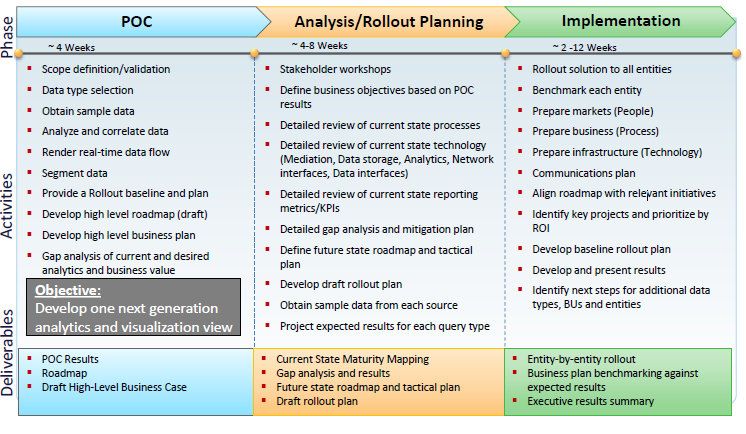 Phase
POC
Analysis/Rollout Planning
Implementation
~ 4 Weeks
~ 4-8 Weeks
~ 2 -12 Weeks
Activities
Scope definition/validation
Data type selection
Obtain sample data
Analyze and correlate data
Render real-time data flow
Segment data
Provide a Rollout baseline and plan
Develop high level roadmap (draft)
Develop high level business plan
Gap analysis of current and desired
analytics and business value
Objective:
Develop one next generation
analytics and visualization view
Stakeholder workshops
Define business objectives based on POC
results
Detailed review of current state processes
Detailed review of current state technology
(Mediation, Data storage, Analytics, Network
interfaces, Data interfaces)
Detailed review of current state reporting
metrics/KPIs
Detailed gap analysis and mitigation plan
Define future state roadmap and tactical
plan
Develop draft rollout plan
Obtain sample data from each source
Project expected results for each query type
Rollout solution to all entities
Benchmark each entity
Prepare markets (People)
Prepare business (Process)
Prepare infrastructure (Technology)
Communications plan
Align roadmap with relevant initiatives
Identify key projects and prioritize by
ROI
Develop baseline rollout plan
Develop and present results
Identify next steps for additional data
types, BUs and entities
Deliverables
POC Results
Roadmap
Draft High-Level Business Case
Current State Maturity Mapping
Gap analysis and results
Future state roadmap and tactical plan
Draft rollout plan
Entity-by-entity rollout
Business plan benchmarking against
expected results
Executive results summary